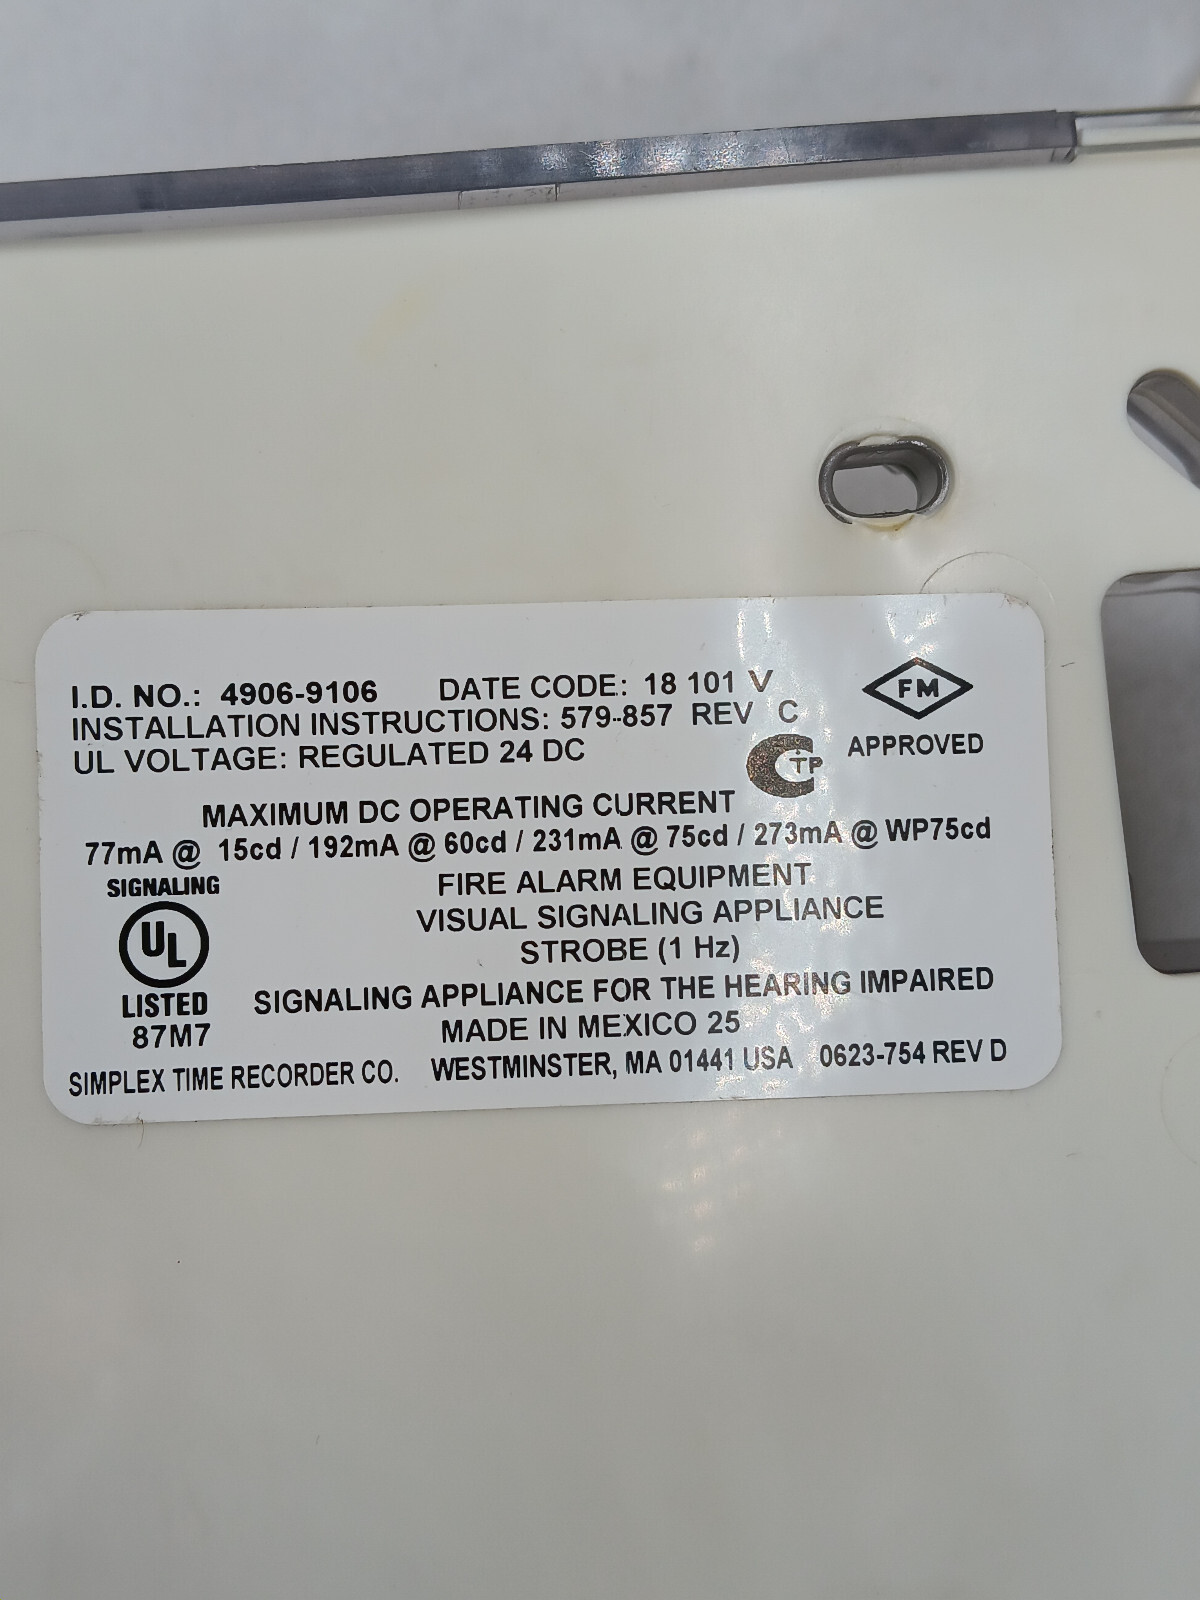 I.D. NO.: 4906-9106 DATE CODE: 18 101 V
INSTALLATION INSTRUCTIONS: 579-857 REV C
UL VOLTAGE: REGULATED 24 DC
FM
APPROVED
TP
MAXIMUM DC OPERATING CURRENT
77mA @ 15cd / 192mA @ 60cd / 231mA @ 75cd / 273mA @ WP75cd
SIGNALING
UL
LISTED
87M7
FIRE ALARM EQUIPMENT
VISUAL SIGNALING APPLIANCE
STROBE (1 Hz)
SIGNALING APPLIANCE FOR THE HEARING IMPAIRED
MADE IN MEXICO 25
SIMPLEX TIME RECORDER CO. WESTMINSTER, MA 01441 USA 0623-754 REV D